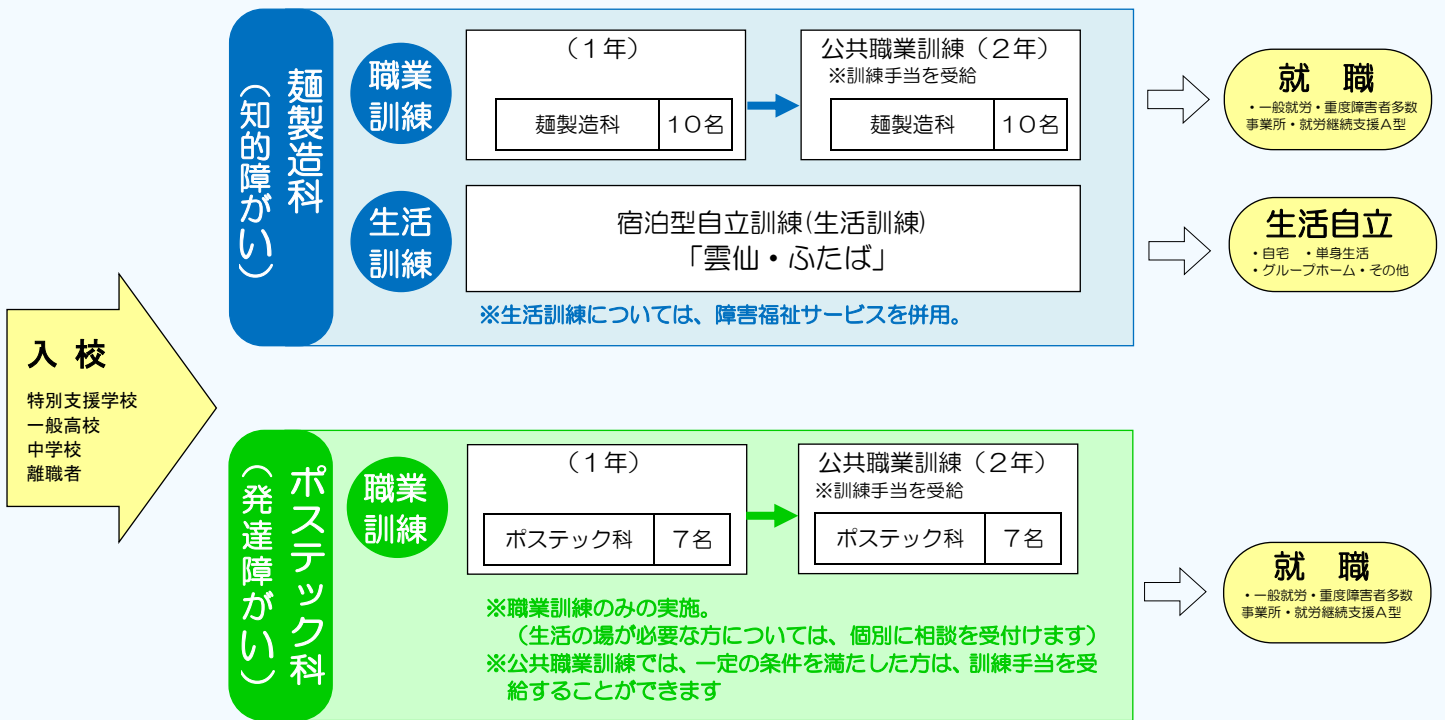 入 校
特別支援学校
一般高校
中学校
離職者
麺製造科
（知的障がい）
職業
訓練
（１年）
麺製造科 １０名
公共職業訓練（２年）
※訓練手当を受給
麺製造科 １０名
就 職
・一般就労・重度障害者多数
事業所・就労継続支援Ａ型
生活
訓練
宿泊型自立訓練(生活訓練)
「雲仙・ふたば」
※生活訓練については、障害福祉サービスを併用。
生活自立
・自宅 ・単身生活
・グループホーム・その他
ポステック科
（発達障がい）
職業
訓練
（１年）
ポステック科 ７名
公共職業訓練（２年）
※訓練手当を受給
ポステック科 ７名
※職業訓練のみの実施。
（生活の場が必要な方については、個別に相談を受付けます）
※公共職業訓練では、一定の条件を満たした方は、訓練手当を受
給することができます
就 職
・一般就労・重度障害者多数
事業所・就労継続支援Ａ型